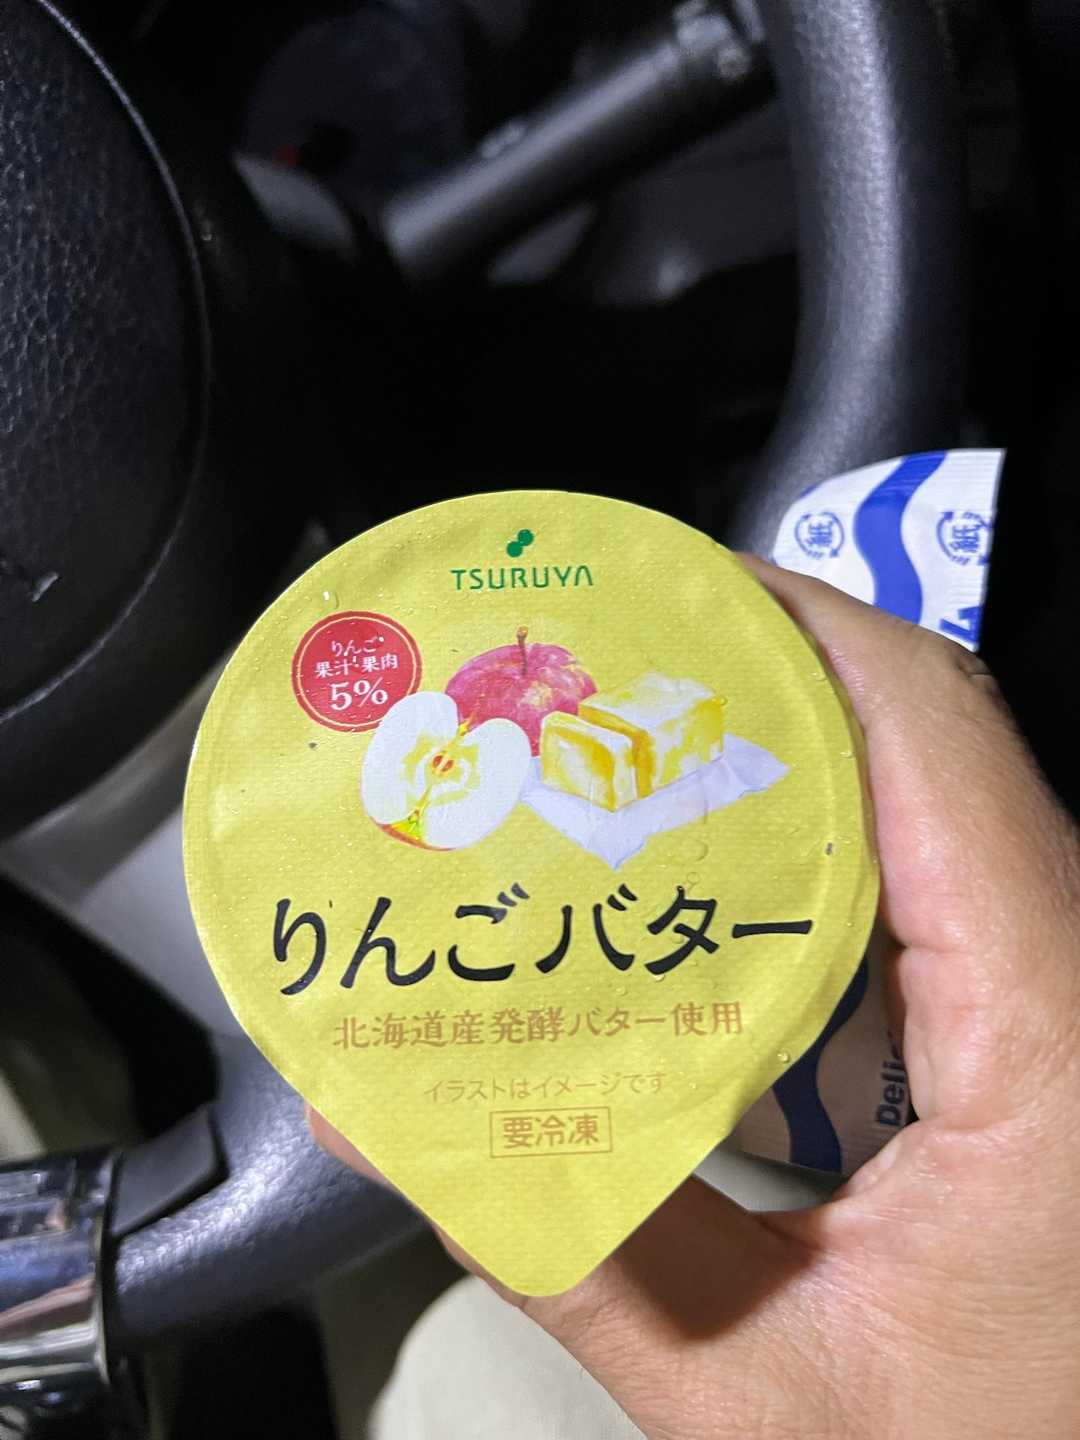 TSURUYA
りんご
果汁・果肉
5%
りんごバター
北海道産発酵バター使用
イラストはイメージです
要冷凍
紙
紙